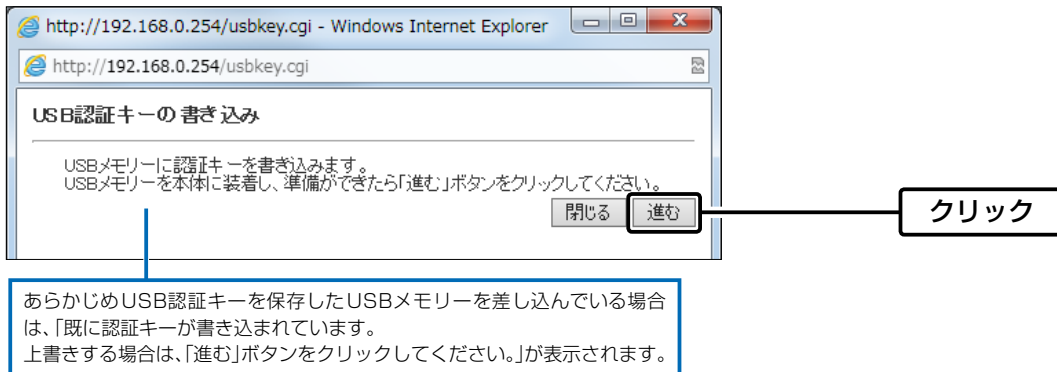 http://192.168.0.254/usbkey.cgi - Windows Internet Explorer
http://192.168.0.254/usbkey.cgi
USB認証キーの書き込み
USBメモリーに認証キーを書き込みます。
USBメモリーを本体に装着し、準備ができたら「進む」ボタンをクリックしてください。
閉じる 進む
クリック
あらかじめUSB認証キーを保存したUSBメモリーを差し込んでいる場合
は、「既に認証キーが書き込まれています。
上書きする場合は、「進む」ボタンをクリックしてください。」が表示されます。